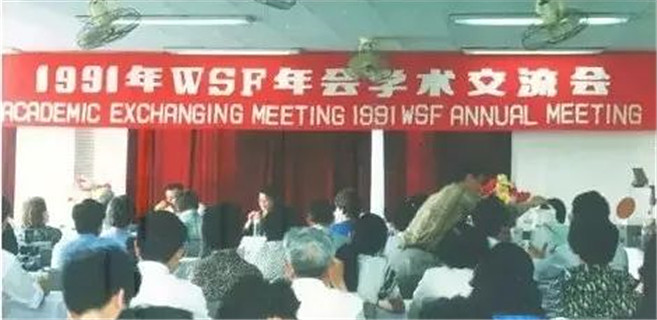 1991年WSF年会学术交流会
ACADEMIC EXCHANGING MEETING 1991 WSF ANNUAL MEETING